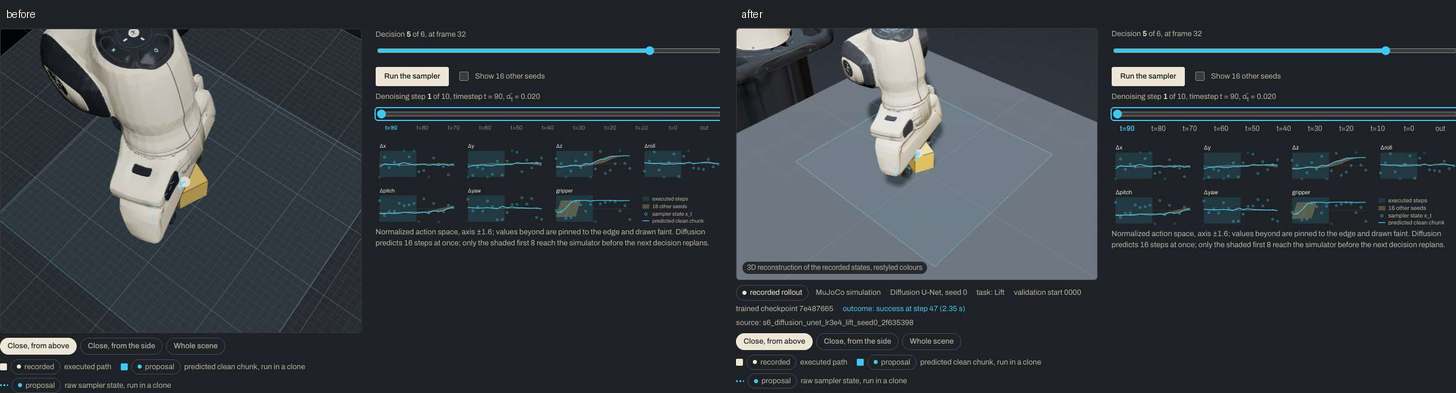 before
Decision 5 of 6, at frame 32
Run the sampler
Show 16 other seeds
Denoising step 1 of 10, timestep t = 90,
t=90 t=80 t=70 t=60 t=50 t=40 t=30 t=20 t=10 t=0 out
Δx Δy Δz Δroll
Δpitch Δyaw gripper
executed steps
16 other seeds
sampler state x_t
predicted clean chunk
Normalized action space, axis ±1.6; values beyond are pinned to the edge and drawn faint. Diffusion
predicts 16 steps at once; only the shaded first 8 reach the simulator before the next decision replans.
Close, from above
Close, from the side
Whole scene
recorded executed path proposal predicted clean chunk, run in a clone
proposal raw sampler state, run in a clone
after
3D reconstruction of the recorded states, restyled colours
recorded rollout MuJoCo simulation Diffusion U-Net, seed 0 task: Lift validation start 0000
trained checkpoint 7e487665 outcome: success at step 47 (2.35 s)
source: s6_diffusion_unet_lr3e4_lift_seed0_2f635398
Close, from above
Close, from the side
Whole scene
recorded executed path proposal predicted clean chunk, run in a clone
proposal raw sampler state, run in a clone
Decision 5 of 6, at frame 32
Run the sampler
Show 16 other seeds
Denoising step 1 of 10, timestep t = 90,
t=90 t=80 t=70 t=60 t=50 t=40 t=30 t=20 t=10 t=0 out
Δx Δy Δz Δroll
Δpitch Δyaw gripper
executed steps
16 other seeds
sampler state x_t
predicted clean chunk
Normalized action space, axis ±1.6; values beyond are pinned to the edge and drawn faint. Diffusion
predicts 16 steps at once; only the shaded first 8 reach the simulator before the next decision replans.